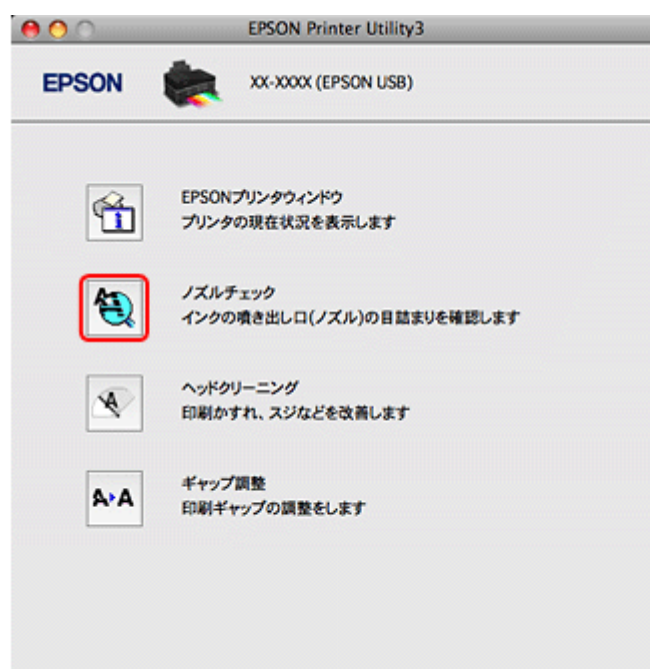 EPSON Printer Utility3
EPSON
XX-XXXX (EPSON USB)
EPSONプリンタウィンドウ
プリンタの現在状況を表示します
ノズルチェック
インクの噴き出し口(ノズル)の目詰まりを確認します
ヘッドクリーニング
印刷かすれ、スジなどを改善します
ギャップ調整
印刷ギャップの調整をします
A▸A